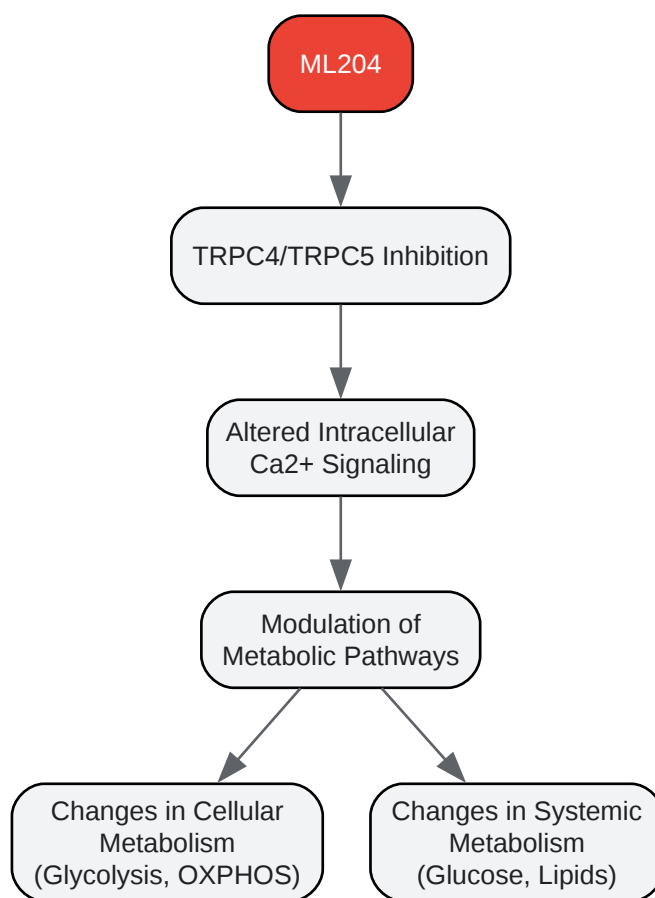 ML204
TRPC4/TRPC5 Inhibition
Altered Intracellular
Ca2+ Signaling
Modulation of
Metabolic Pathways
Changes in Cellular
Metabolism
(Glycolysis, OXPHOS)
Changes in Systemic
Metabolism
(Glucose, Lipids)